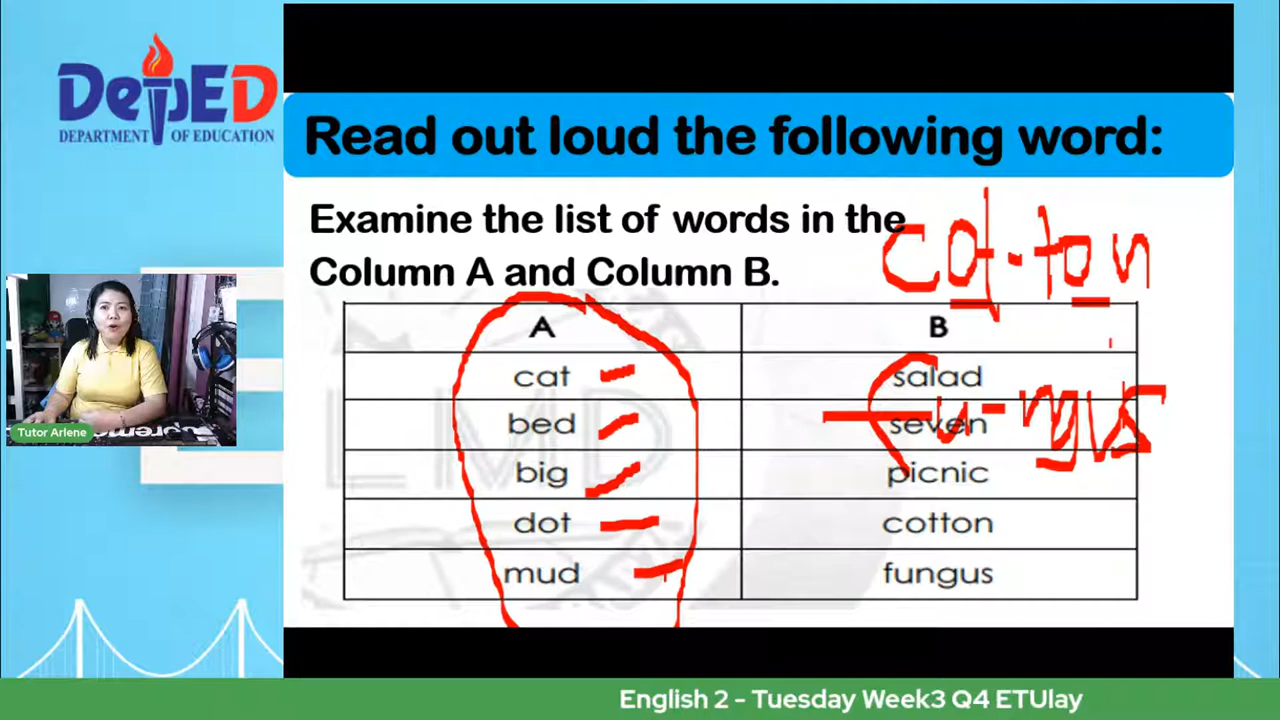 DepED
DEPARTMENT OF EDUCATION
Read out loud the following word:
Examine the list of words in the
Column A and Column B.
cot-ton
A B
cat salad
bed seven
fu-ngus
big picnic
dot cotton
mud fungus
LMD
Tutor Arlene
English 2 - Tuesday Week3 Q4 ETUlay